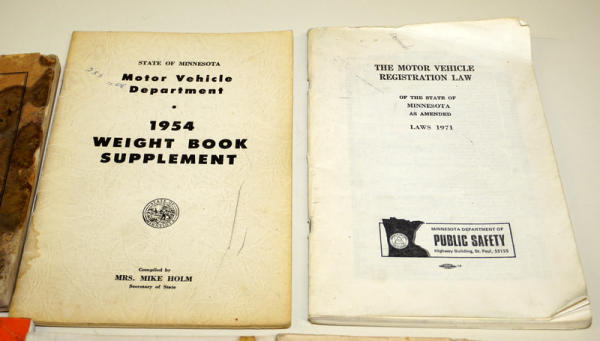 STATE OF MINNESOTA
Motor Vehicle
Department
1954
WEIGHT BOOK
SUPPLEMENT
Compiled by
MRS. MIKE HOLM
Secretary of State
THE MOTOR VEHICLE
REGISTRATION LAW
OF THE STATE OF
MINNESOTA
AS AMENDED
LAWS 1971
MINNESOTA DEPARTMENT OF
PUBLIC SAFETY
Highway Building, St. Paul, 55155